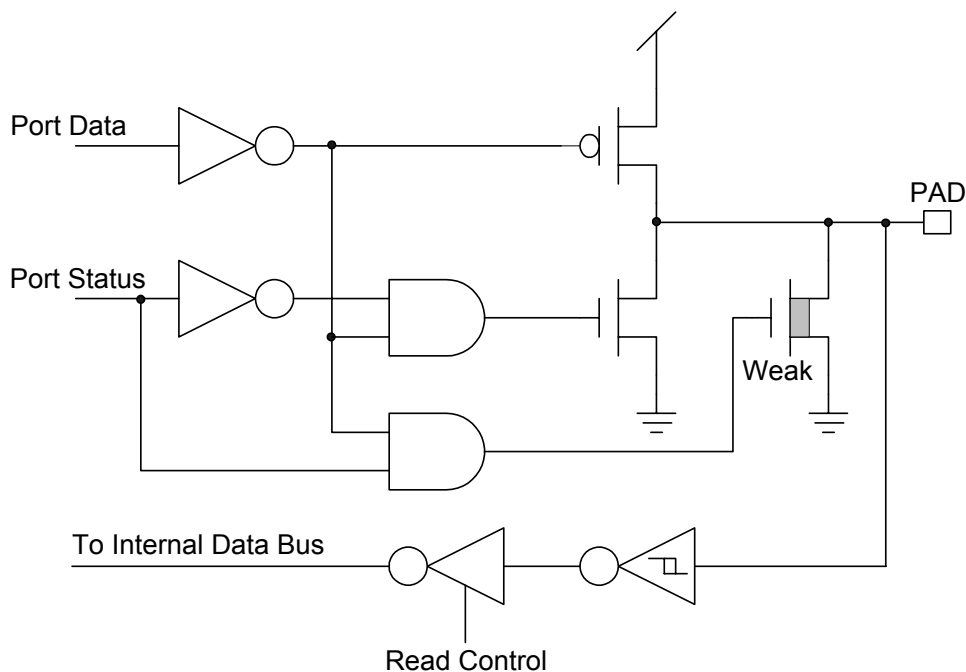 Port Data
PAD
Port Status
Weak
To Internal Data Bus
Read Control